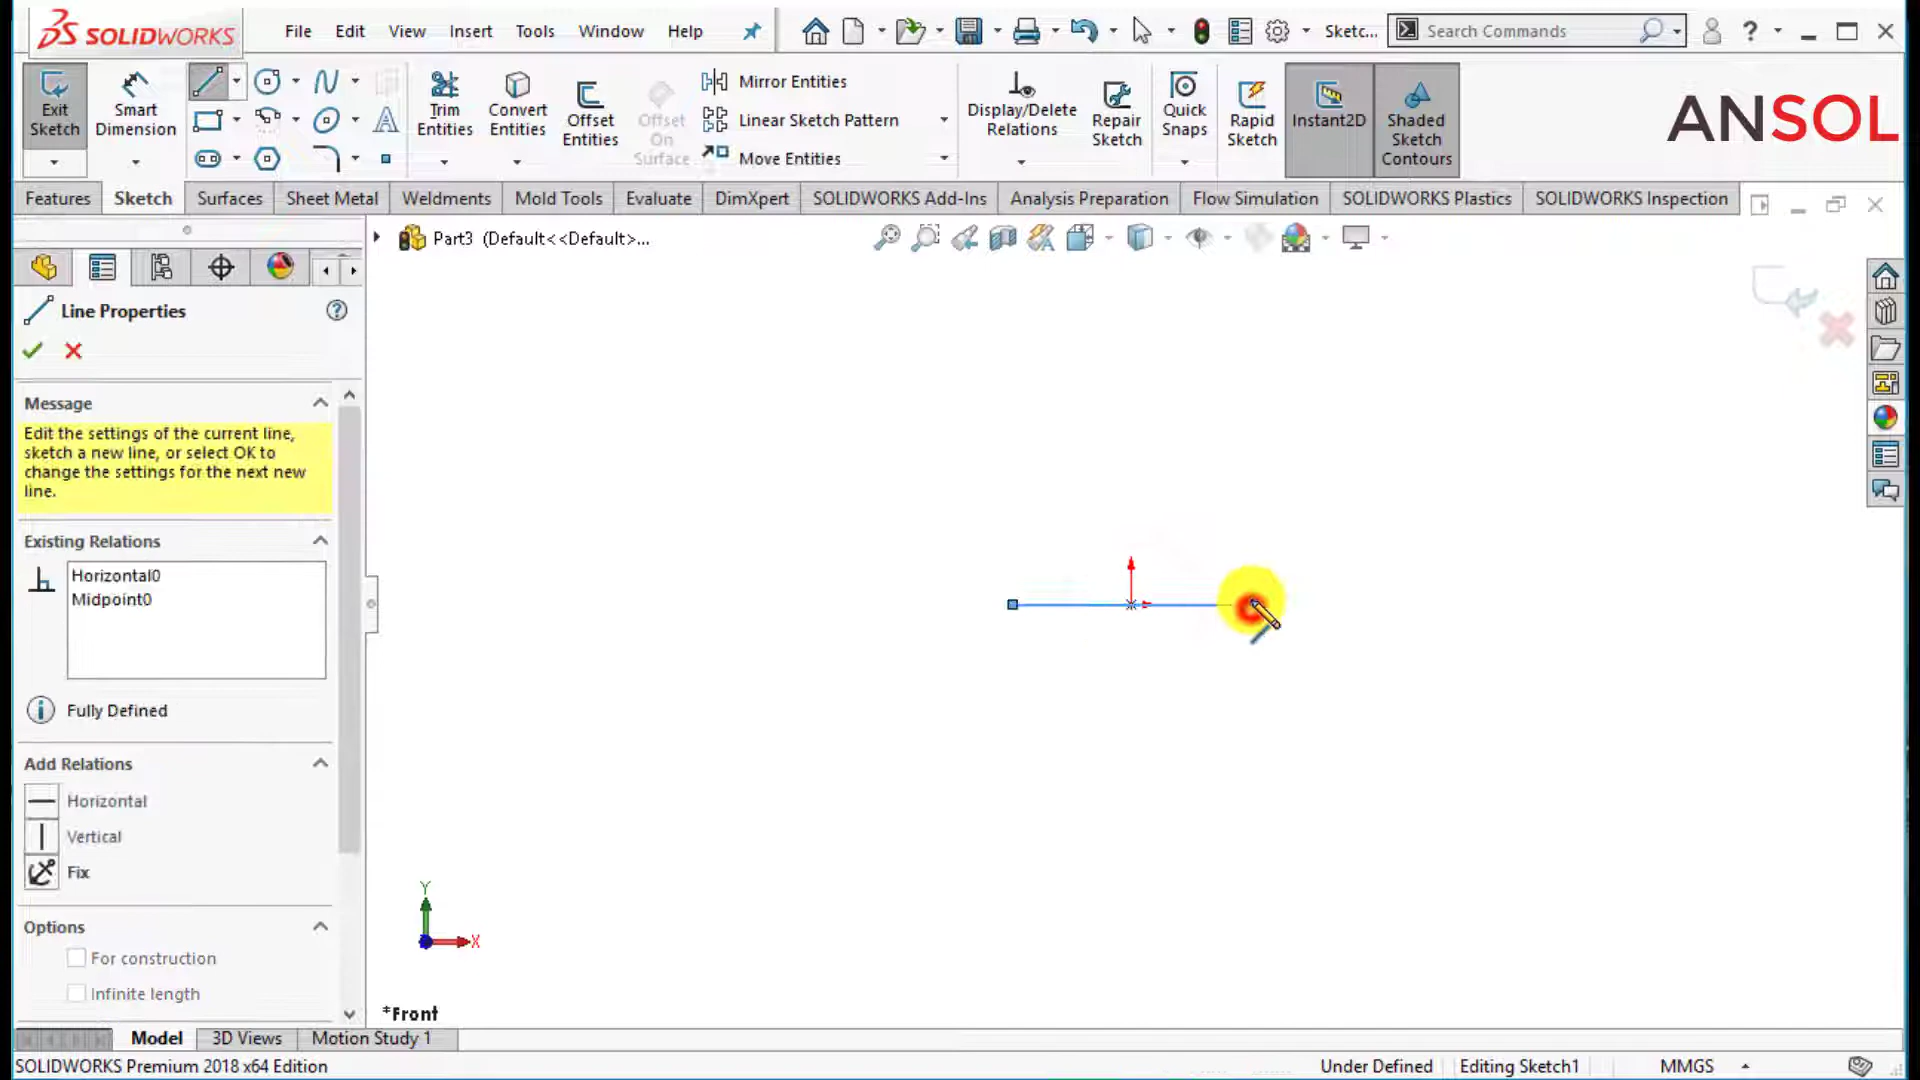 SOLIDWORKS File Edit View Insert Tools Window Help Sketc... Search Commands ?
Exit Sketch
Smart Dimension
Trim Entities
Convert Entities
Offset Entities
Offset On Surface
Mirror Entities
Linear Sketch Pattern
Move Entities
Display/Delete Relations
Repair Sketch
Quick Snaps
Rapid Sketch
Instant2D
Shaded Sketch Contours
ANSOL
Features Sketch Surfaces Sheet Metal Weldments Mold Tools Evaluate DimXpert SOLIDWORKS Add-Ins Analysis Preparation Flow Simulation SOLIDWORKS Plastics SOLIDWORKS Inspection
Part3 (Default<<Default>...
Line Properties
Message
Edit the settings of the current line,
sketch a new line, or select OK to
change the settings for the next new
line.
Existing Relations
Horizontal0
Midpoint0
Fully Defined
Add Relations
Horizontal
Vertical
Fix
Options
For construction
Infinite length
Y
X
*Front
Model 3D Views Motion Study 1
SOLIDWORKS Premium 2018 x64 Edition Under Defined Editing Sketch1 MMGS